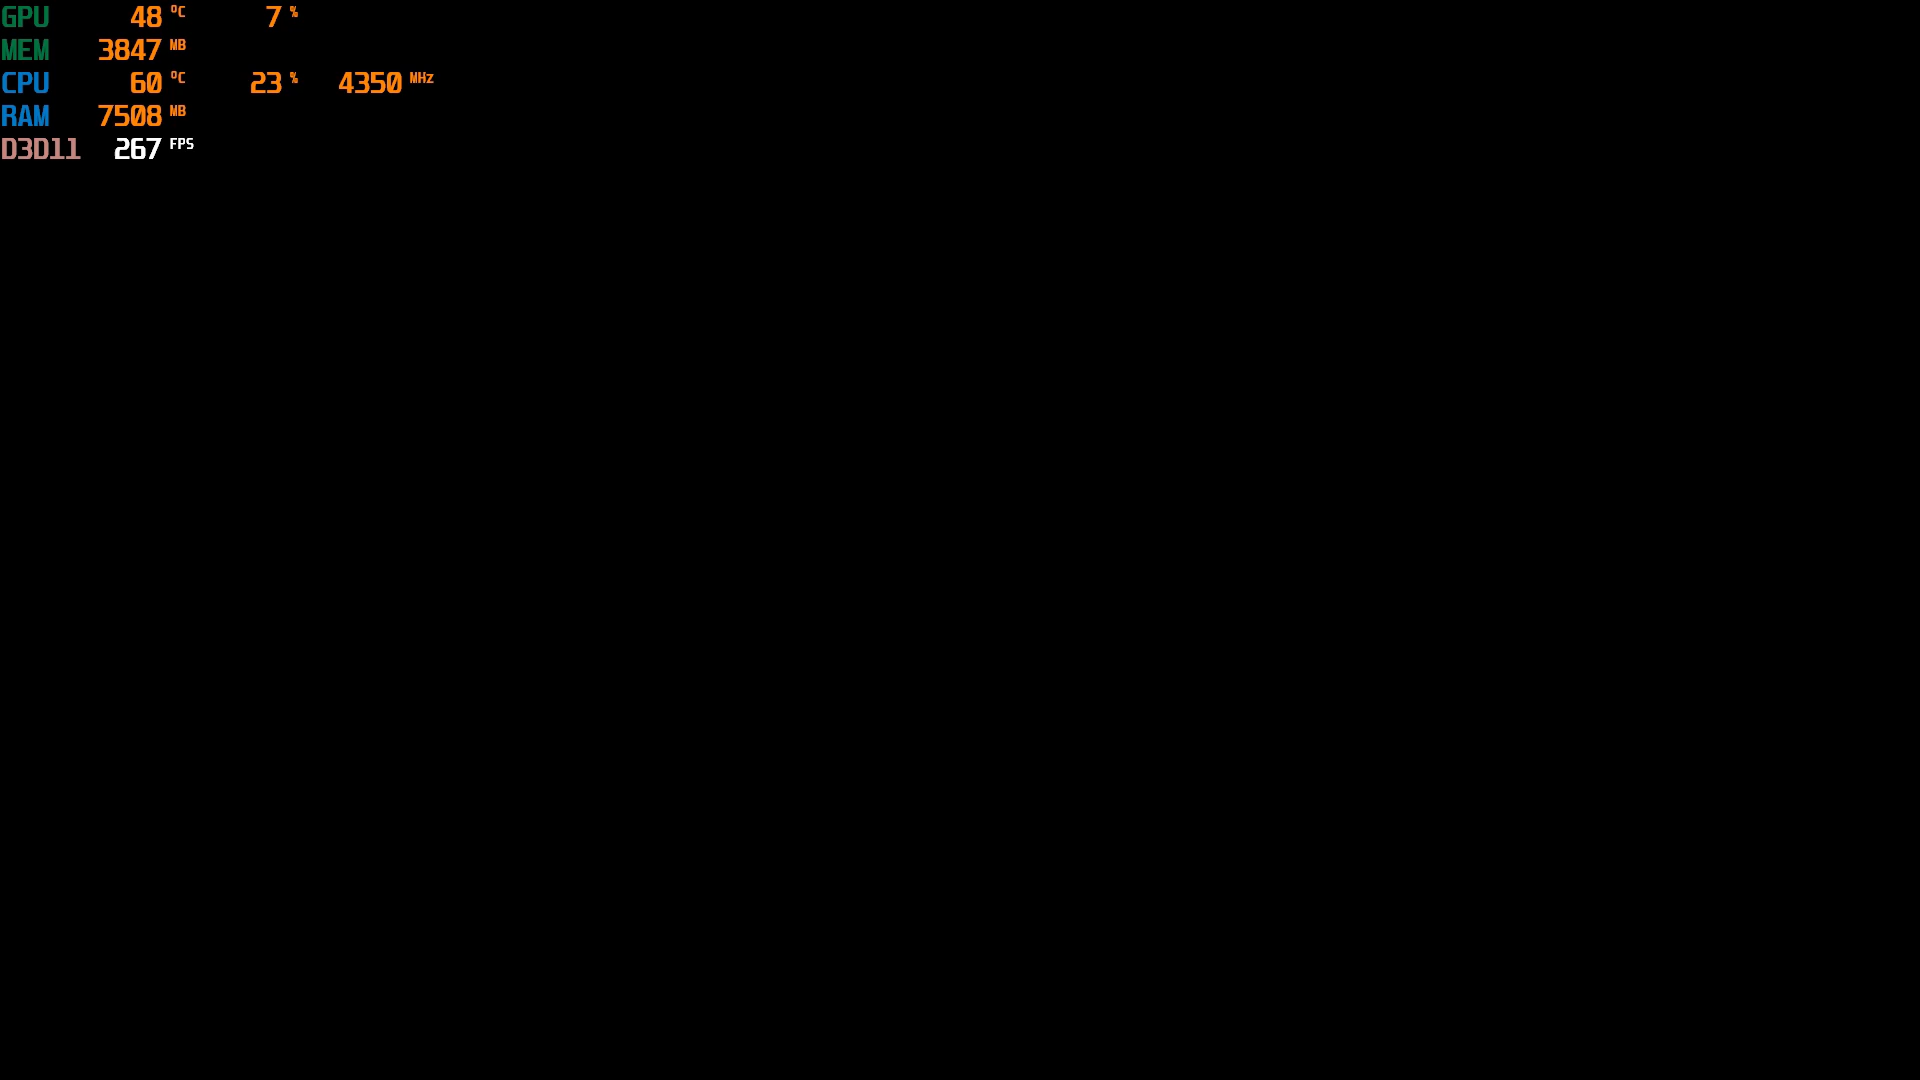 GPU 48 °C 7 %
MEM 3847 MB
CPU 60 °C 23 % 4350 MHz
RAM 7508 MB
D3D11 267 FPS